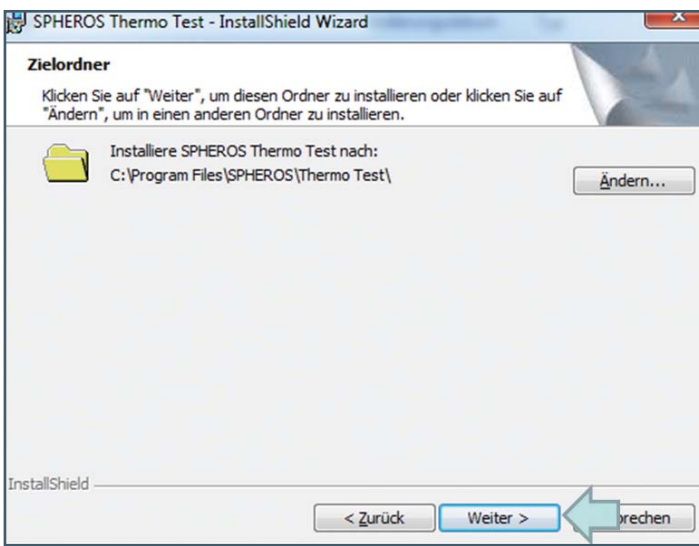 SPHEROS Thermo Test - InstallShield Wizard
Zielordner
Klicken Sie auf "Weiter", um diesen Ordner zu installieren oder klicken Sie auf
"Ändern", um in einen anderen Ordner zu installieren.
Installiere SPHEROS Thermo Test nach:
C:\Program Files\SPHEROS\Thermo Test\
Ändern...
InstallShield
< Zurück
Weiter >
brechen